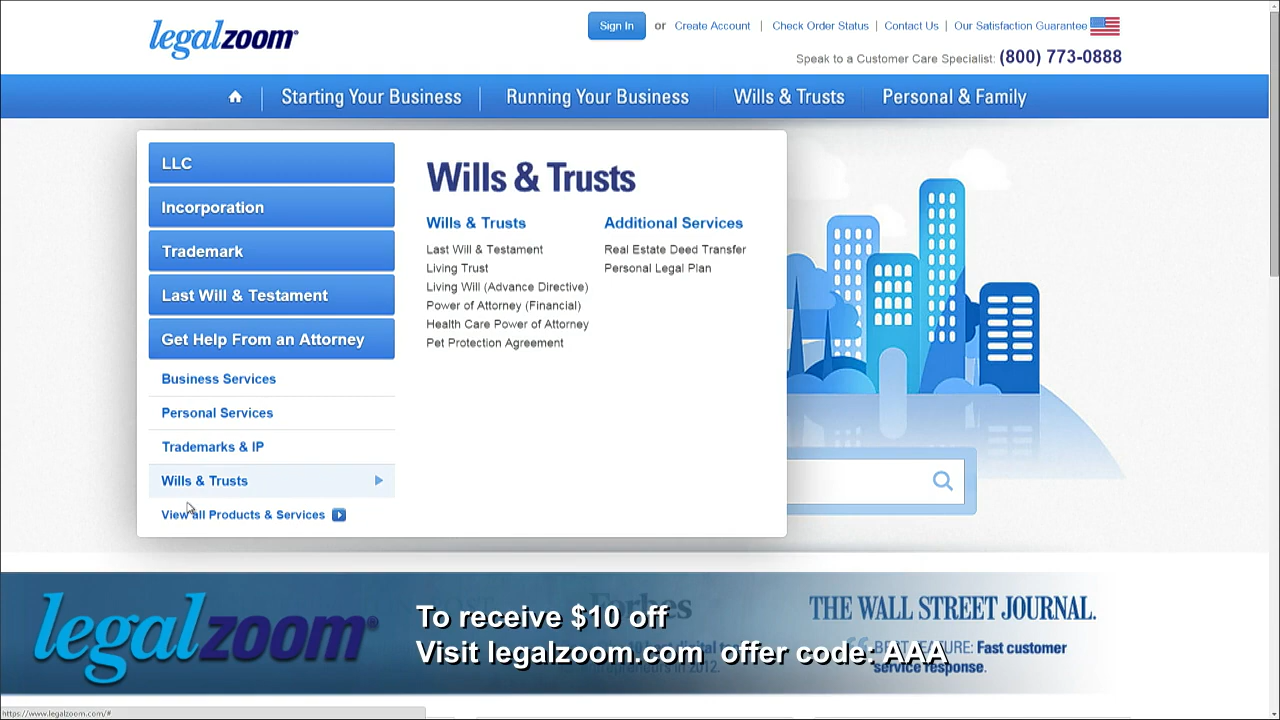 legalzoom®
Sign In or Create Account | Check Order Status | Contact Us | Our Satisfaction Guarantee
Speak to a Customer Care Specialist: (800) 773-0888
Starting Your Business | Running Your Business Wills & Trusts Personal & Family
LLC
Incorporation
Trademark
Last Will & Testament
Get Help From an Attorney
Business Services
Personal Services
Trademarks & IP
Wills & Trusts
View all Products & Services
Wills & Trusts
Wills & Trusts
Last Will & Testament
Living Trust
Living Will (Advance Directive)
Power of Attorney (Financial)
Health Care Power of Attorney
Pet Protection Agreement
Additional Services
Real Estate Deed Transfer
Personal Legal Plan
legalzoom®
To receive $10 off
Visit legalzoom.com offer code: AAA
Forbes
in 2012.
THE WALL STREET JOURNAL.
BEST FEATURE: Fast customer
service response.
https://www.legalzoom.com/#